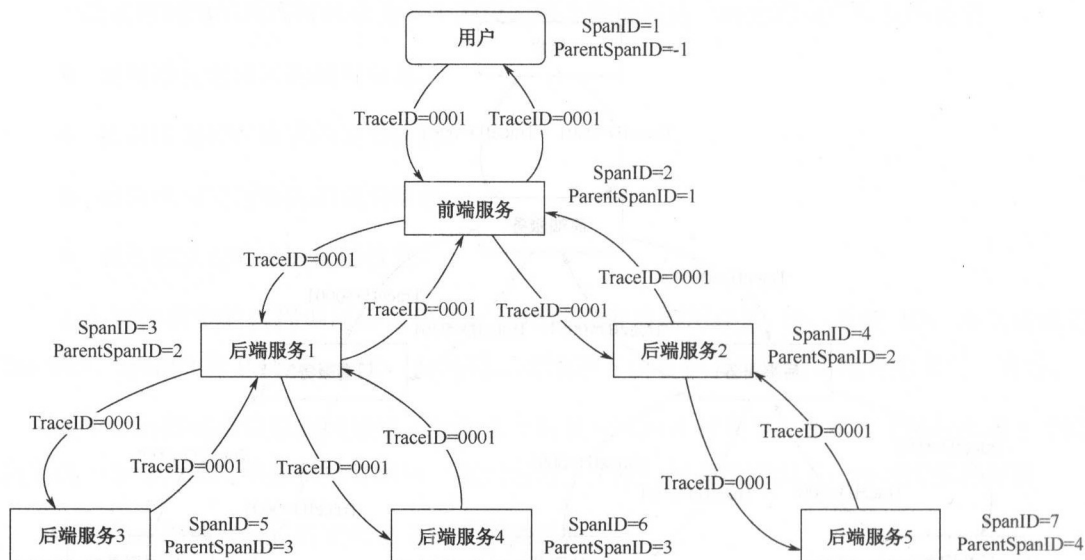 用户
SpanID=1
ParentSpanID=-1
TraceID=0001
TraceID=0001
SpanID=2
ParentSpanID=1
前端服务
TraceID=0001
TraceID=0001
TraceID=0001
TraceID=0001
SpanID=3
ParentSpanID=2
后端服务1
后端服务2
SpanID=4
ParentSpanID=2
TraceID=0001
TraceID=0001
TraceID=0001
TraceID=0001
TraceID=0001
TraceID=0001
后端服务3
SpanID=5
ParentSpanID=3
后端服务4
SpanID=6
ParentSpanID=3
后端服务5
SpanID=7
ParentSpanID=4